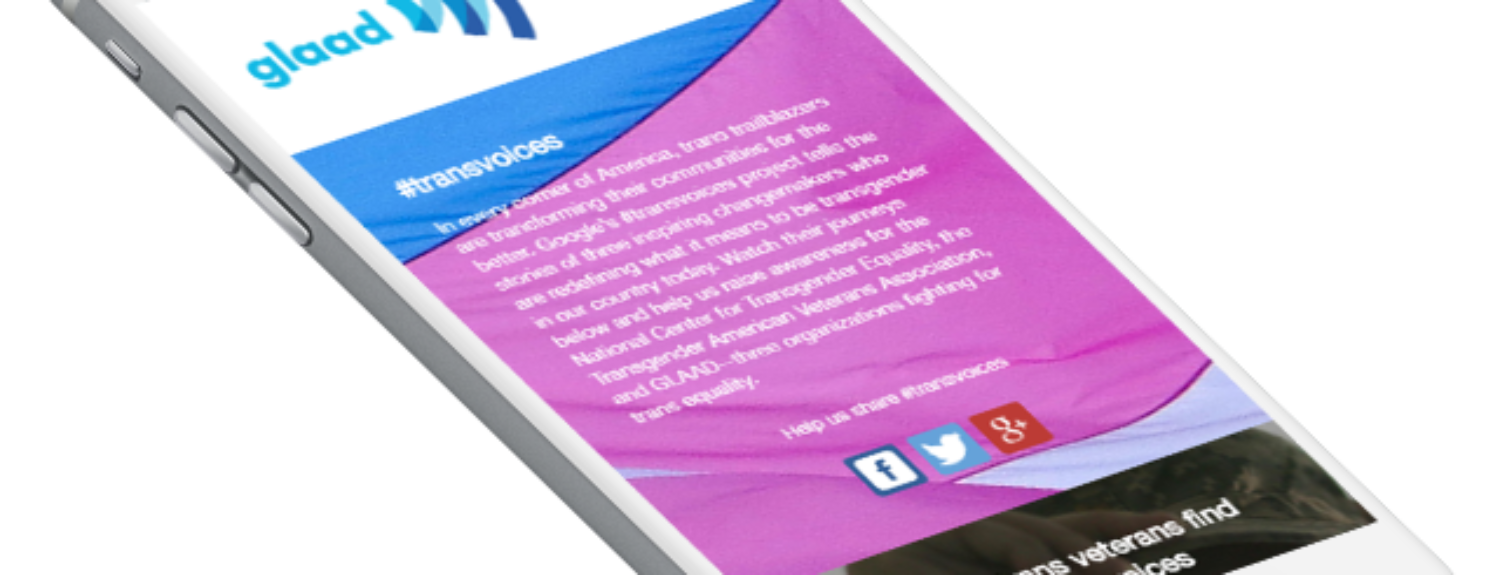 glaad
#transvoices
In every corner of America, trans trailblazers
are transforming their communities for the
better. Google's #transvoices project tells the
stories of three inspiring changemakers who
are redefining what it means to be transgender
in our country today. Watch their journeys
below and help us raise awareness for the
National Center for Transgender Equality, the
Transgender American Veterans Association,
and GLAAD--three organizations fighting for
trans equality.
Help us share #transvoices
f
g+
ans veterans find
oices